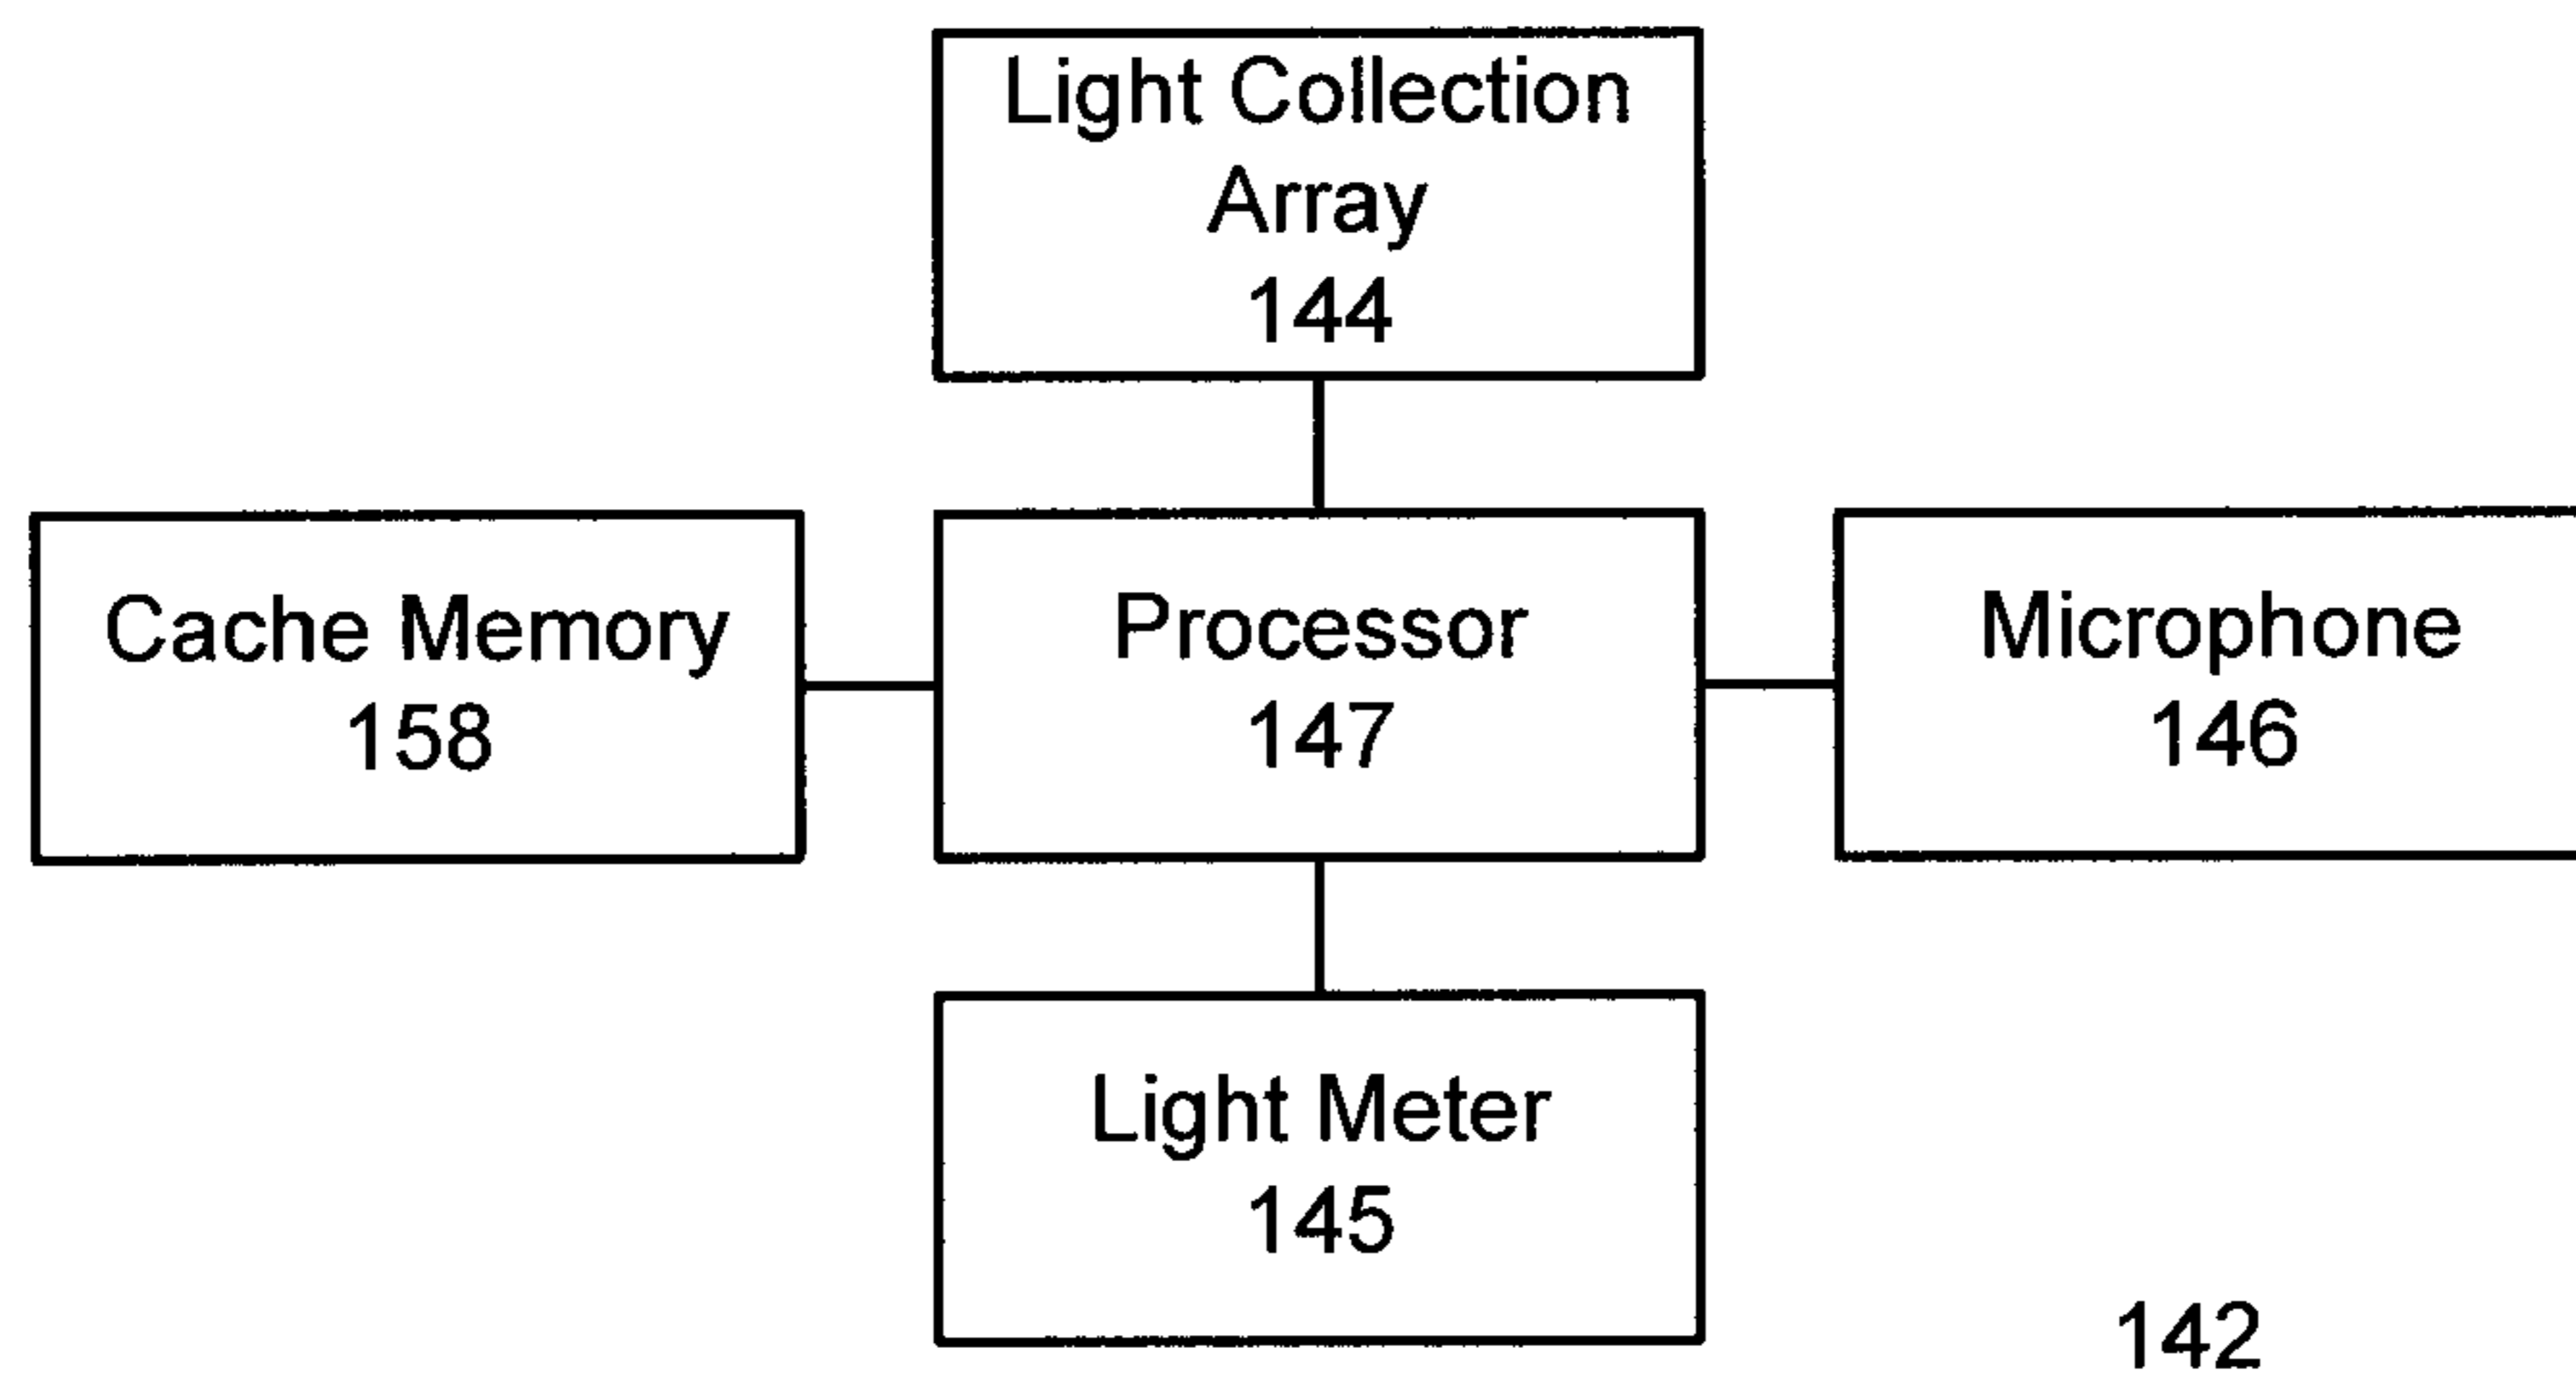 Light Collection
Array
144
Cache Memory
158
Processor
147
Microphone
146
Light Meter
145
142